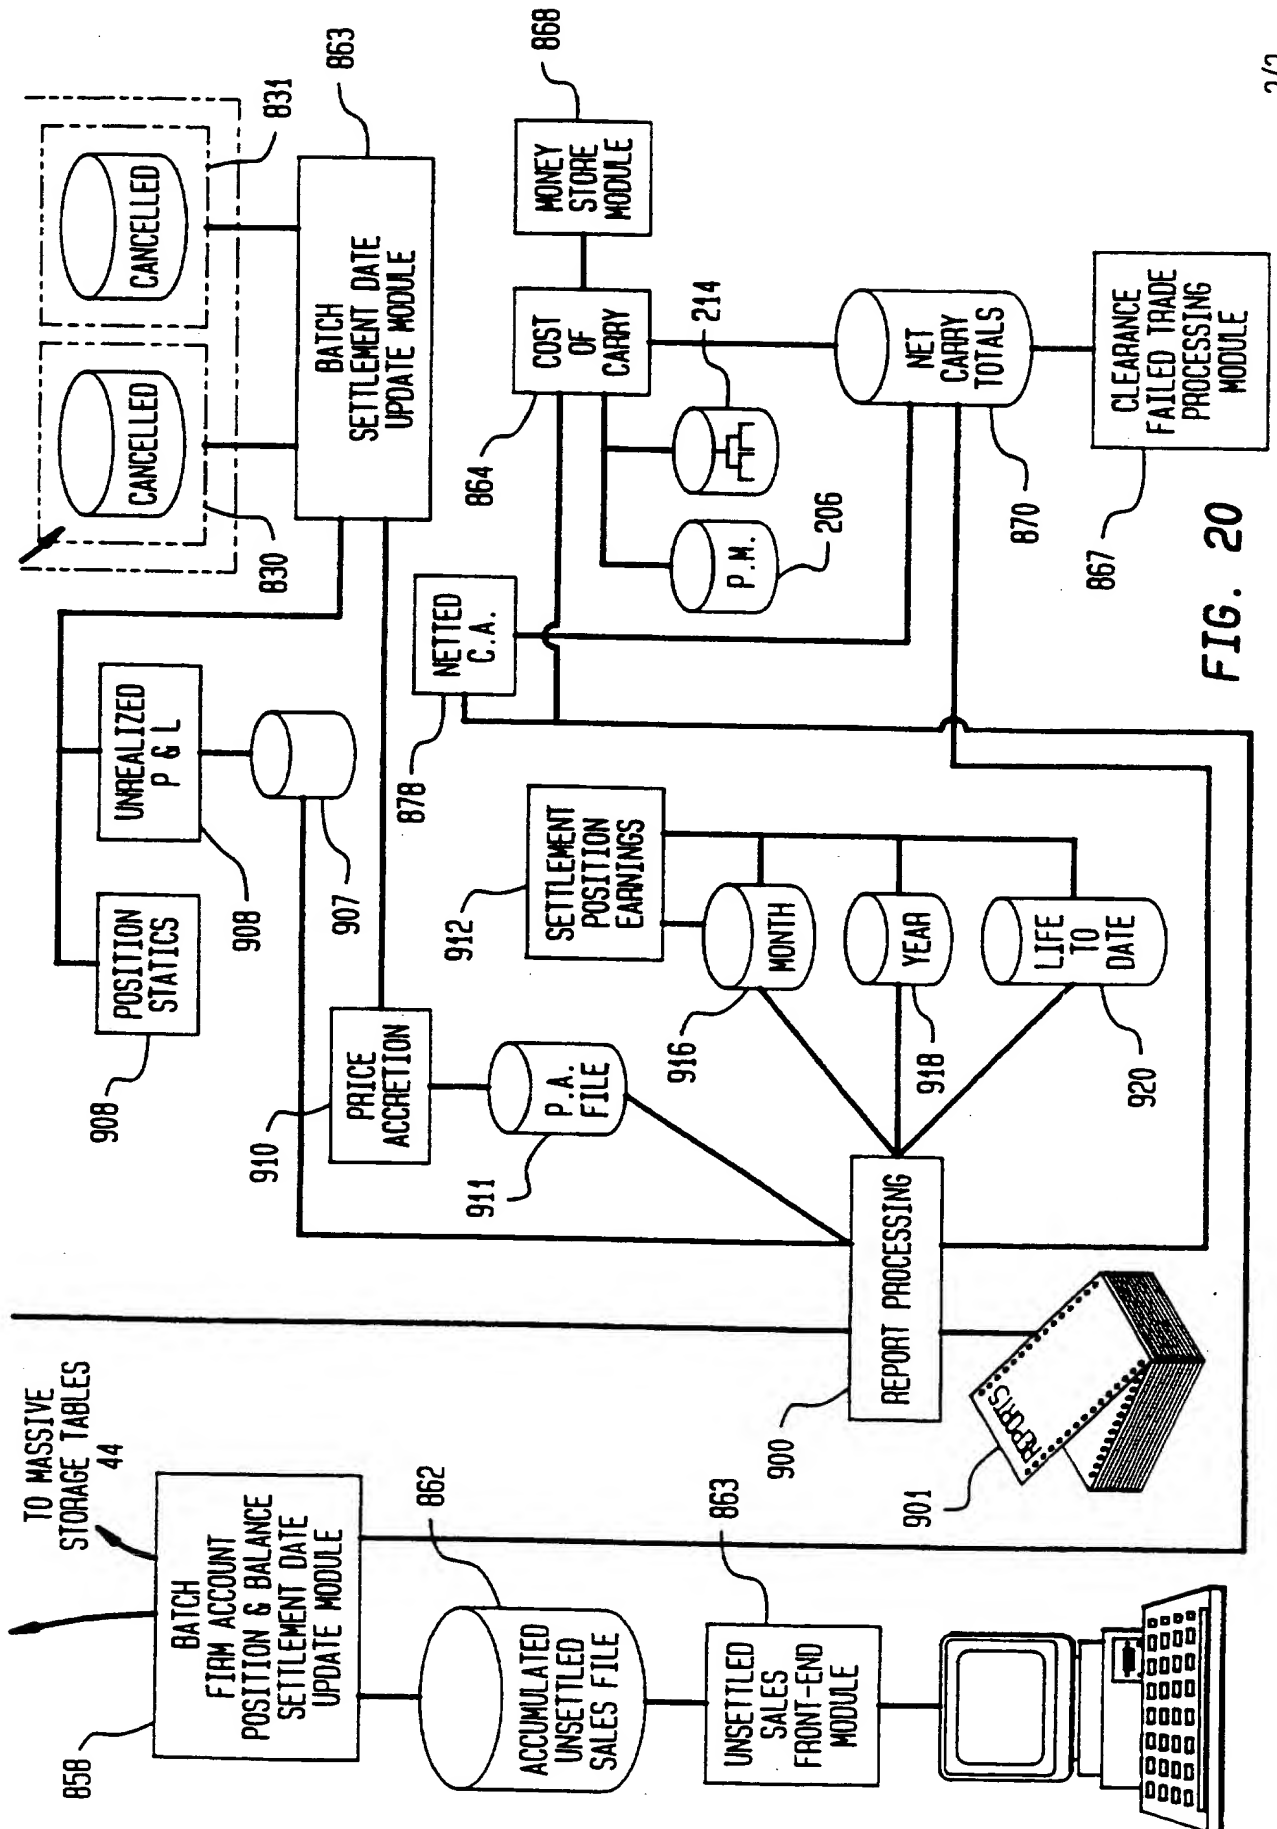 TO MASSIVE
STORAGE TABLES
44
858
BATCH
FIRM ACCOUNT
POSITION & BALANCE
SETTLEMENT DATE
UPDATE MODULE
862
ACCUMULATED
UNSETTLED
SALES FILE
863
UNSETTLED
SALES
FRONT-END
MODULE
908
POSITION
STATICS
UNREALIZED
P & L
908
907
910
PRICE
ACCRETION
911
P.A.
FILE
912
SETTLEMENT
POSITION
EARNINGS
916
MONTH
918
YEAR
920
LIFE
TO
DATE
900
REPORT PROCESSING
901
REPORTS
CANCELLED
830
CANCELLED
831
863
BATCH
SETTLEMENT DATE
UPDATE MODULE
878
NETTED
C.A.
864
COST
OF
CARRY
868
MONEY
STORE
MODULE
P.M.
206
214
NET
CARRY
TOTALS
870
867
CLEARANCE
FAILED TRADE
PROCESSING
MODULE
FIG. 20